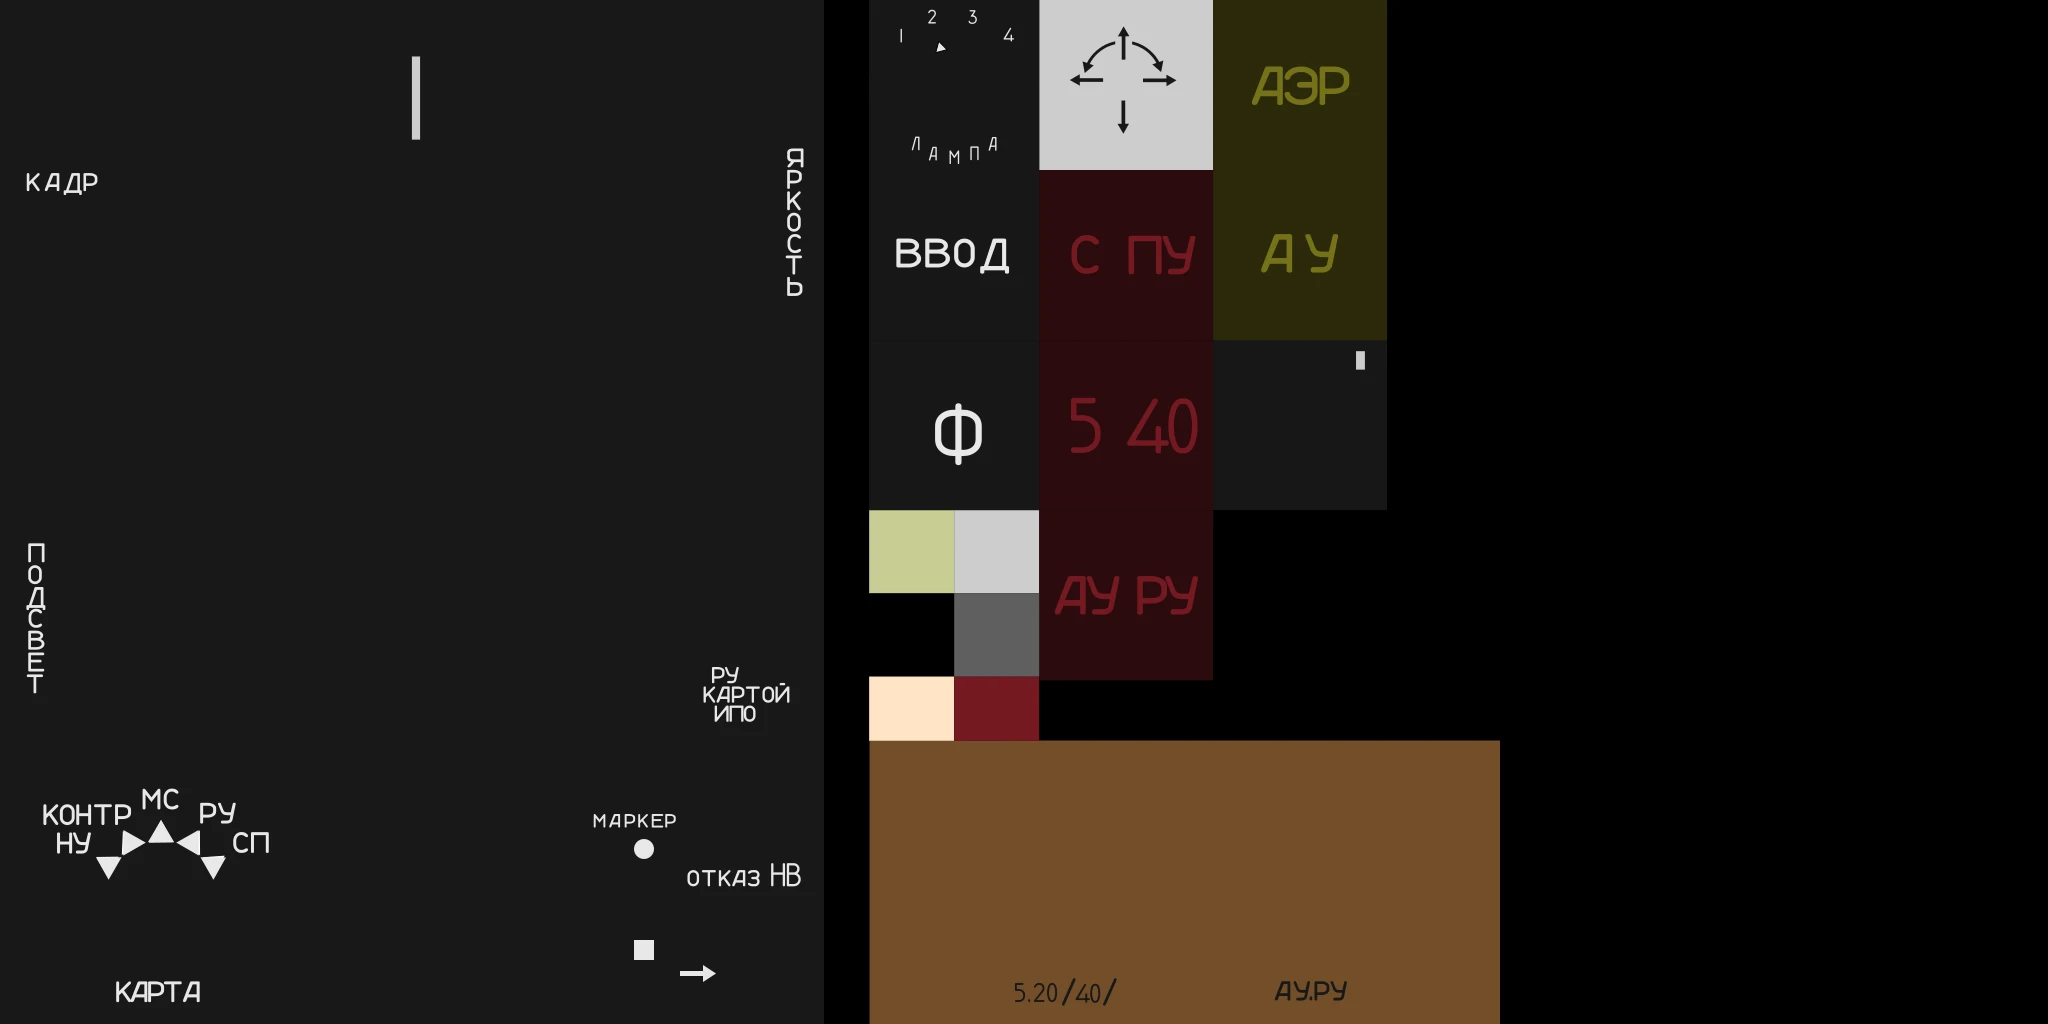 КАДР
ЯРКОСТЬ
ПОДСВЕТ
РУ
КАРТОЙ
ИПО
КОНТР
МС
РУ
НУ
СП
МАРКЕР
ОТКАЗ НВ
КАРТА
1 2 3 4
ЛАМПА
ВВОД
Ф
С ПУ
5 40
АУ РУ
АЭР
АУ
5.20/40/
АУ.РУ